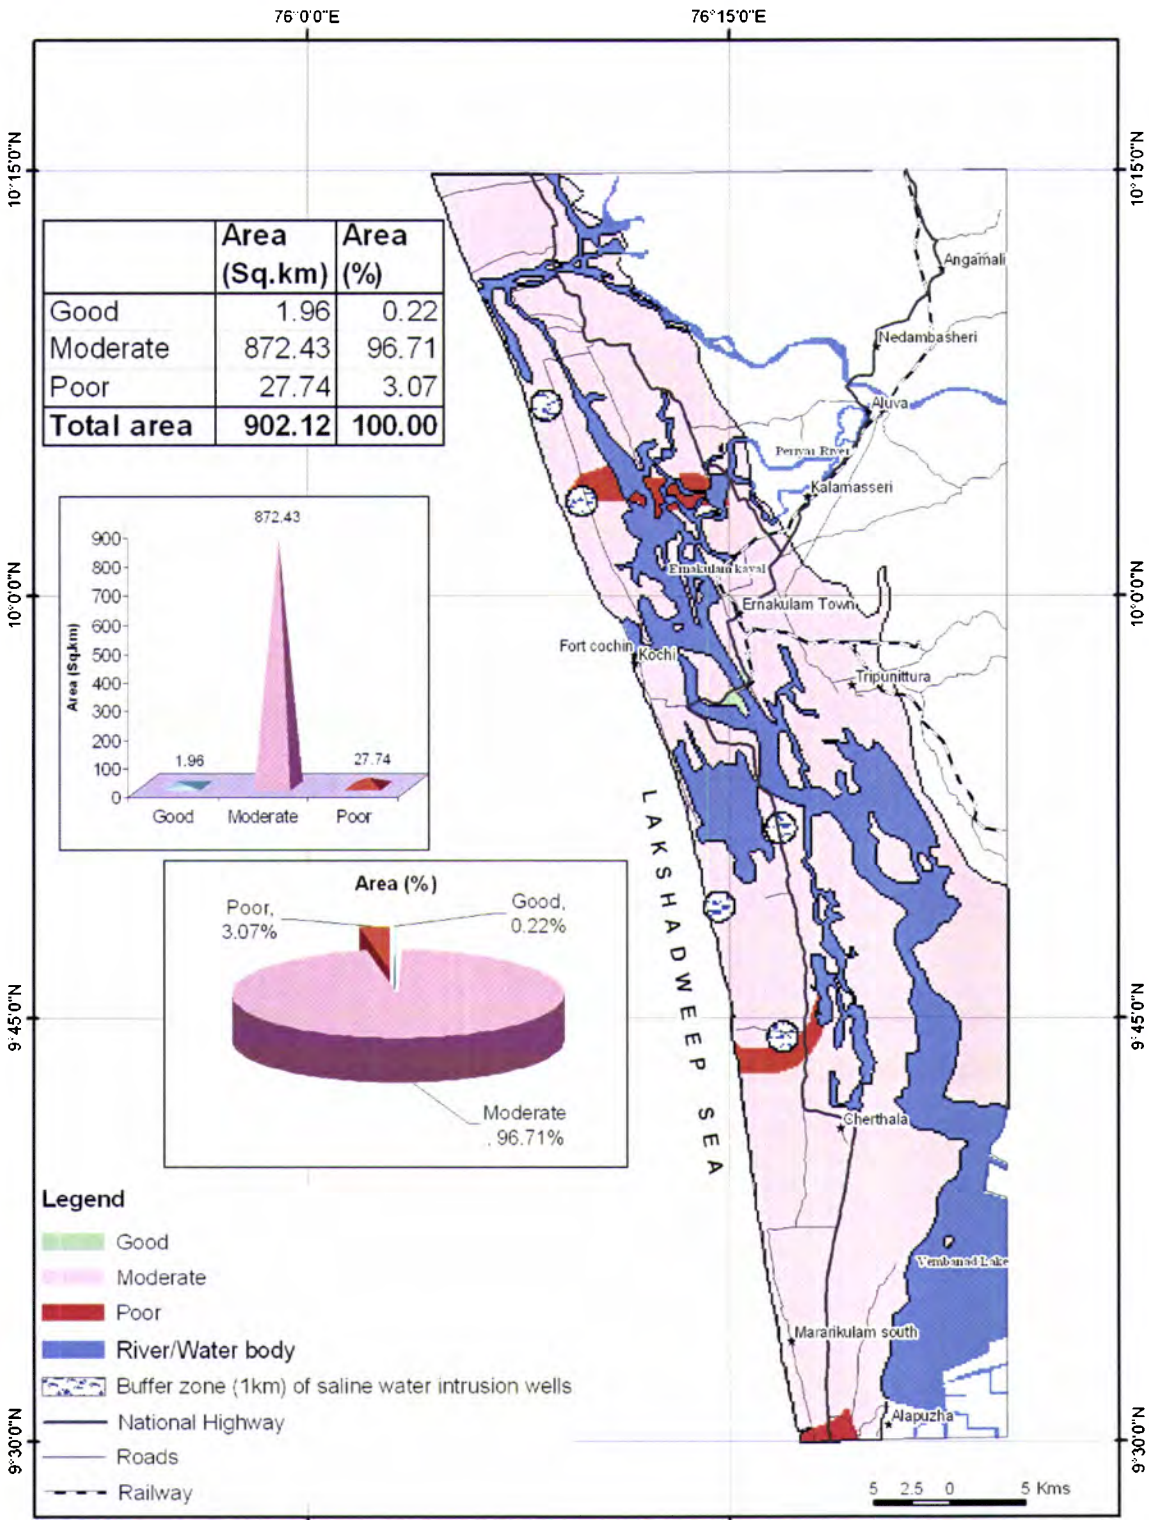 76°0'0"E
76°15'0"E
10°15'0"N
10°15'0"N
Area (Sq.km) Area (%)
Good 1.96 0.22
Moderate 872.43 96.71
Poor 27.74 3.07
Total area 902.12 100.00
Angamali
Nedambasheri
Aluva
Periyar River
Kalamasseri
872.43
900
800
700
600
500
400
300
200
100
0
Area (Sq.km)
1.96
27.74
Good Moderate Poor
10°0'0"N
10°0'0"N
Ernakulam kayal
Ernakulam Town
Fort cochin
Kochi
Tripunittura
LAKSHADWEEP SEA
Area (%)
Poor,
3.07%
Good,
0.22%
Moderate
, 96.71%
9°45'0"N
9°45'0"N
Cherthala
Vembanad Lake
Mararikulam south
Alapuzha
9°30'0"N
9°30'0"N
Legend
Good
Moderate
Poor
River/Water body
Buffer zone (1km) of saline water intrusion wells
National Highway
Roads
Railway
5 2.5 0 5 Kms